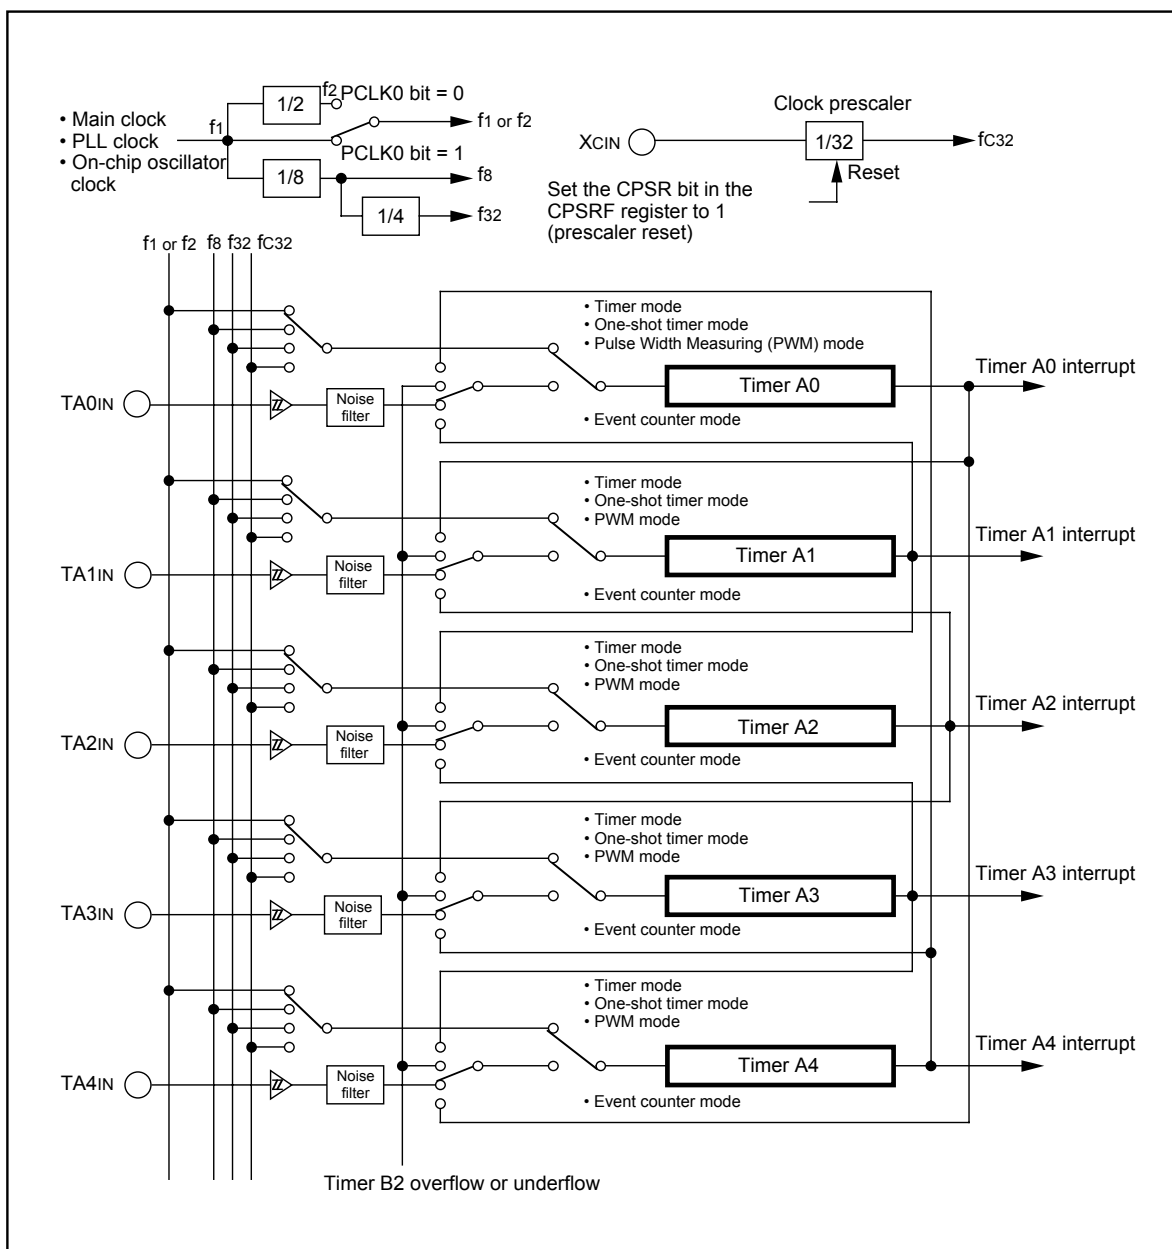 • Main clock
• PLL clock
• On-chip oscillator
clock
f1
1/2
f2
PCLK0 bit = 0
f1 or f2
PCLK0 bit = 1
1/8
f8
1/4
f32
Clock prescaler
XCIN
1/32
fC32
Reset
Set the CPSR bit in the
CPSRF register to 1
(prescaler reset)
f1 or f2 f8 f32 fC32
• Timer mode
• One-shot timer mode
• Pulse Width Measuring (PWM) mode
TA0IN
Noise
filter
Timer A0
Timer A0 interrupt
• Event counter mode
• Timer mode
• One-shot timer mode
• PWM mode
TA1IN
Noise
filter
Timer A1
Timer A1 interrupt
• Event counter mode
• Timer mode
• One-shot timer mode
• PWM mode
TA2IN
Noise
filter
Timer A2
Timer A2 interrupt
• Event counter mode
• Timer mode
• One-shot timer mode
• PWM mode
TA3IN
Noise
filter
Timer A3
Timer A3 interrupt
• Event counter mode
• Timer mode
• One-shot timer mode
• PWM mode
TA4IN
Noise
filter
Timer A4
Timer A4 interrupt
• Event counter mode
Timer B2 overflow or underflow